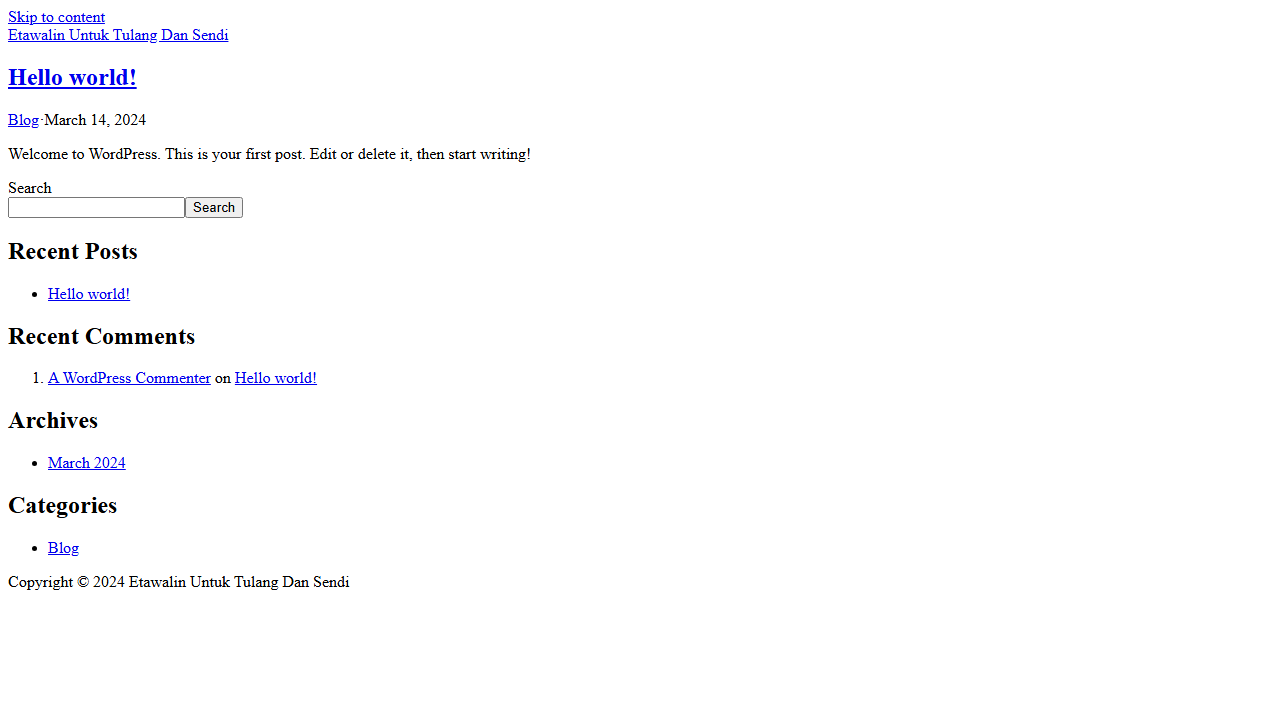 Skip to content
Etawalin Untuk Tulang Dan Sendi
Hello world!
Blog·March 14, 2024
Welcome to WordPress. This is your first post. Edit or delete it, then start writing!
Search
Search
Recent Posts
Hello world!
Recent Comments
1. A WordPress Commenter on Hello world!
Archives
March 2024
Categories
Blog
Copyright © 2024 Etawalin Untuk Tulang Dan Sendi